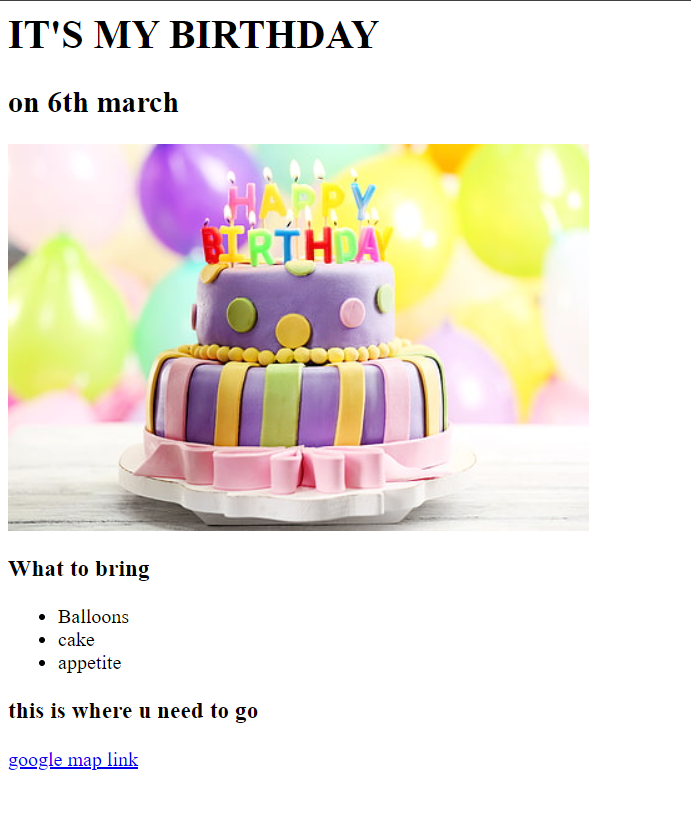 IT'S MY BIRTHDAY
on 6th march
HAPPY
BIRTHDAY
What to bring
Balloons
cake
appetite
this is where u need to go
google map link